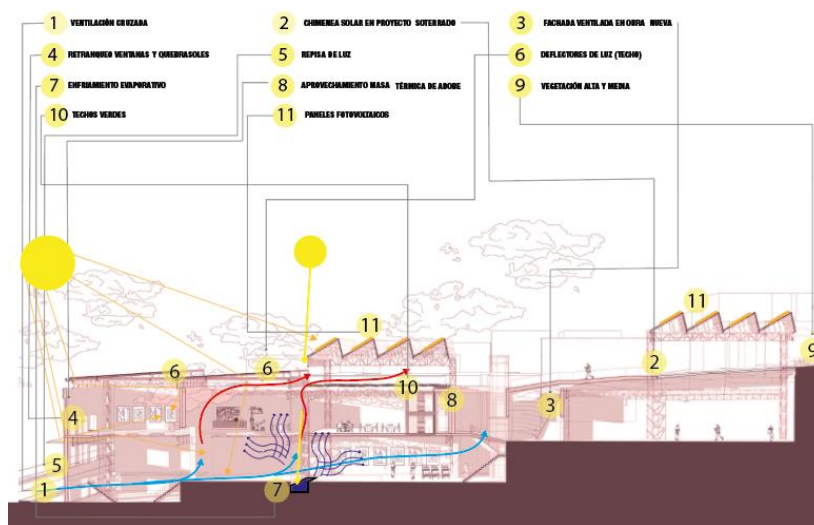 1 VENTILACIÓN CRUZADA
2 CHIMENEA SOLAR EN PROYECTO SOTERRADO
3 FACHADA VENTILADA EN OBRA NUEVA
4 RETRANQUEO VENTANAS Y QUIEBRASOLES
5 REPISA DE LUZ
6 DEFLECTORES DE LUZ (TECHO)
7 ENFRIAMIENTO EVAPORATIVO
8 APROVECHAMIENTO MASA TÉRMICA DE ADOBE
9 VEGETACIÓN ALTA Y MEDIA
10 TECHOS VERDES
11 PANELES FOTOVOLTAICOS
11
11
6
6
2
9
10
8
3
4
5
1
7